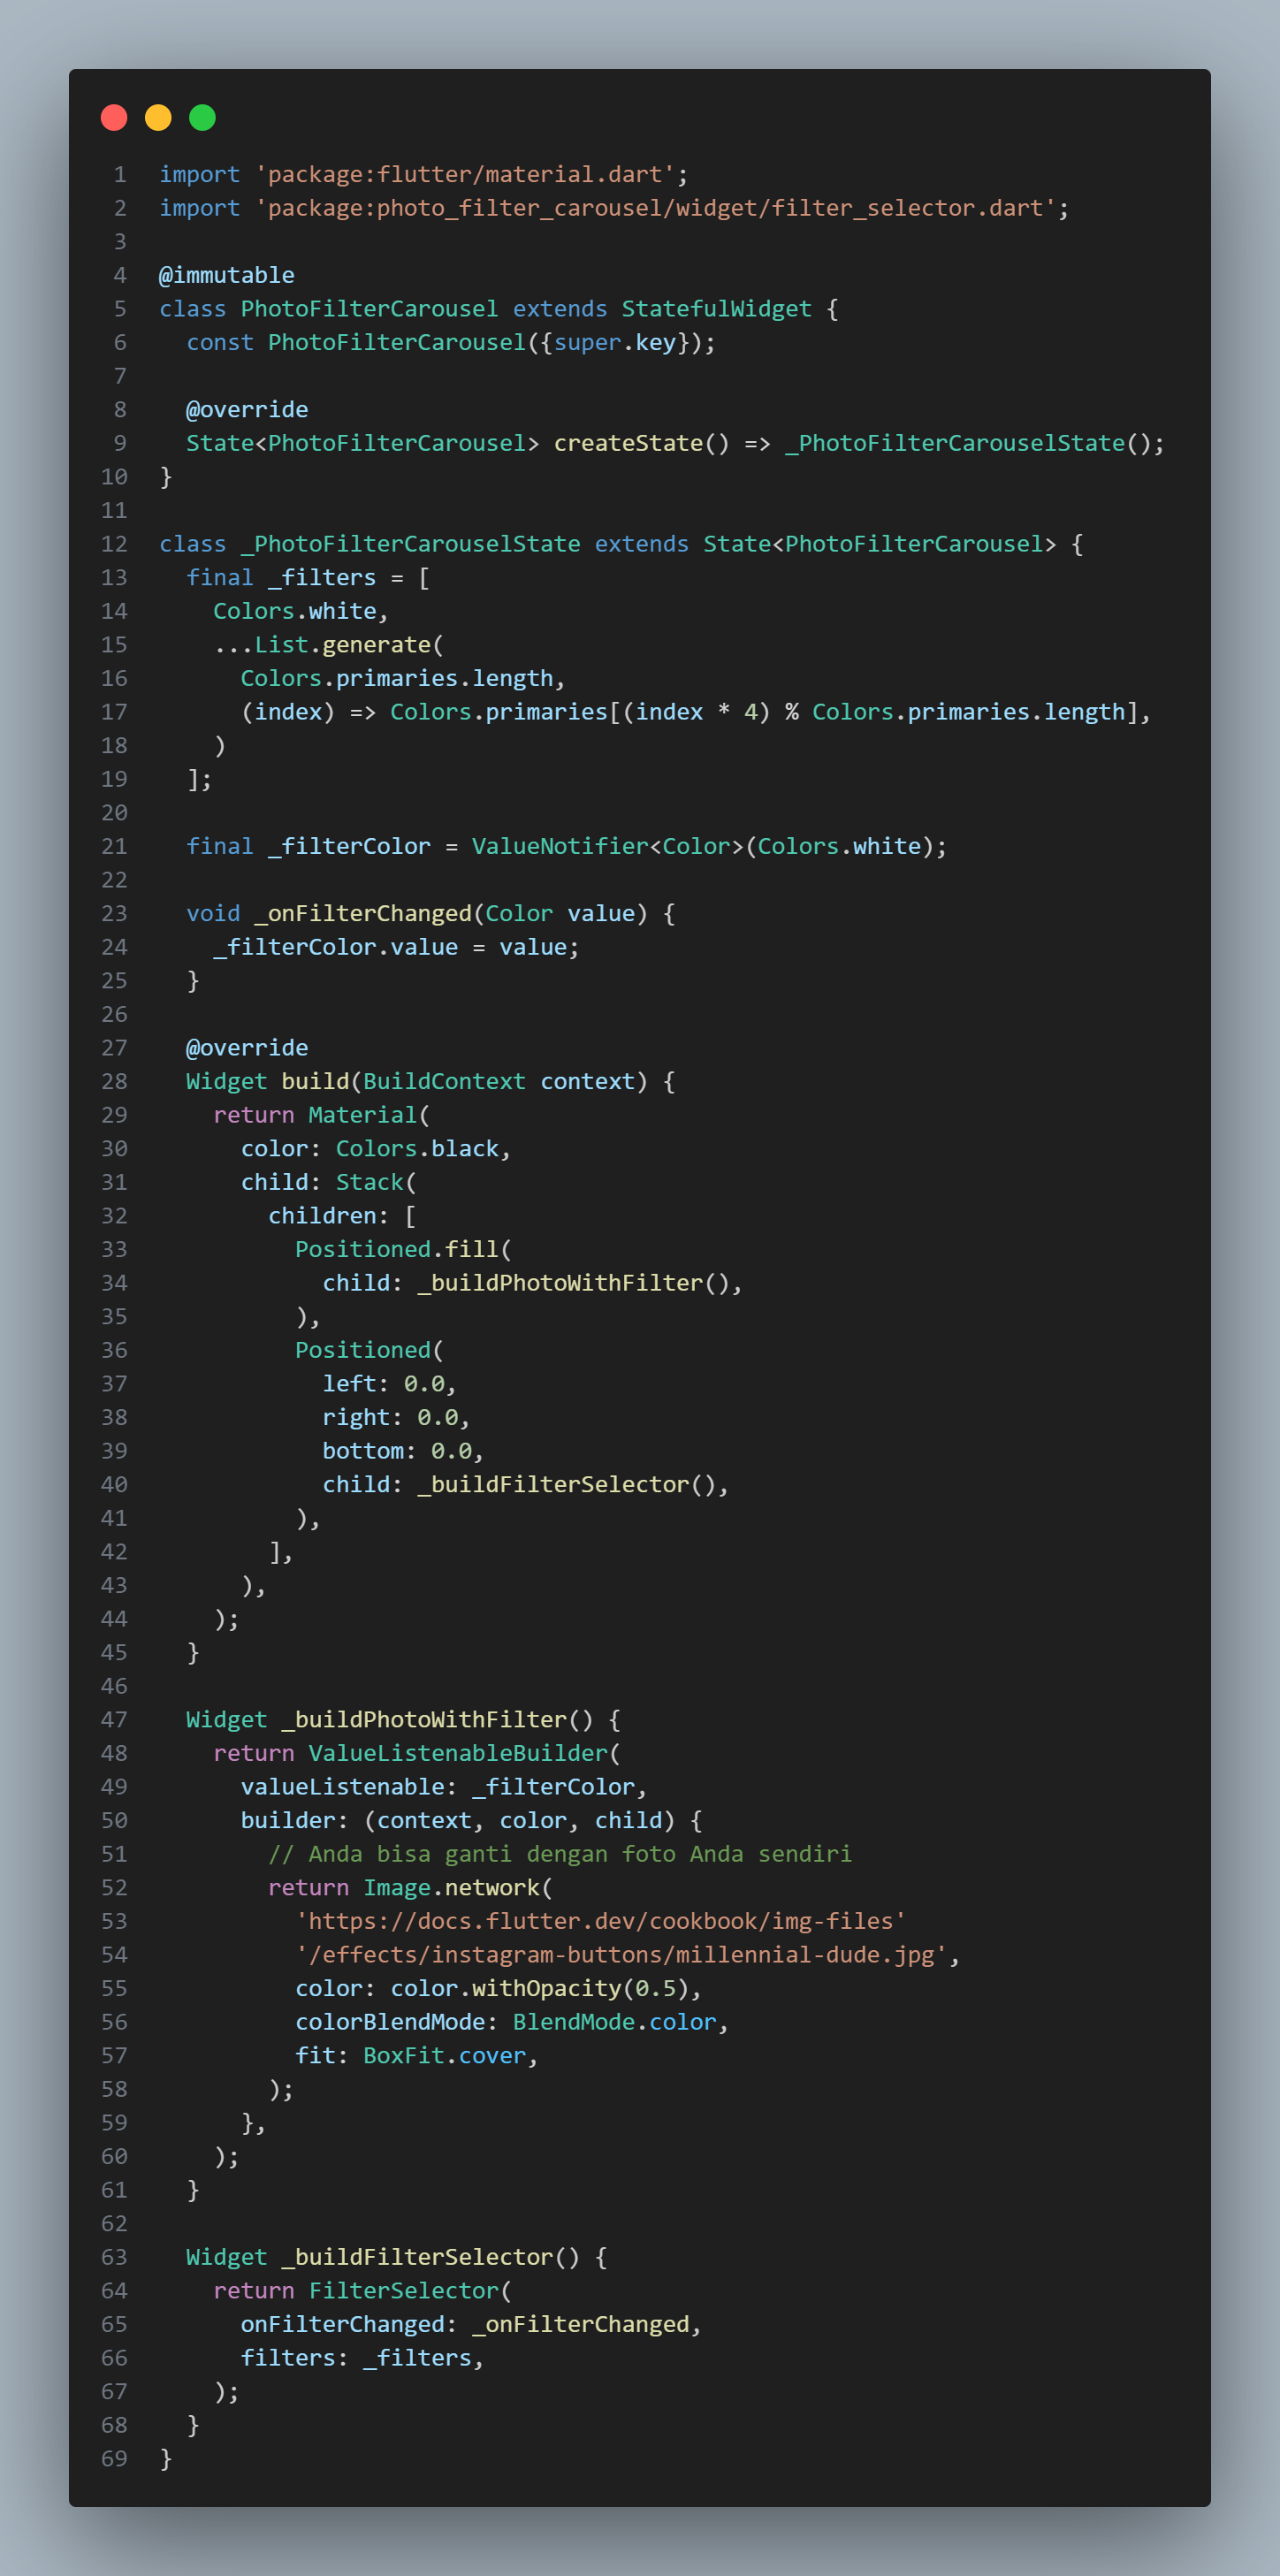 1 import 'package:flutter/material.dart';
2 import 'package:photo_filter_carousel/widget/filter_selector.dart';
3
4 @immutable
5 class PhotoFilterCarousel extends StatefulWidget {
6   const PhotoFilterCarousel({super.key});
7
8   @override
9   State<PhotoFilterCarousel> createState() => _PhotoFilterCarouselState();
10 }
11
12 class _PhotoFilterCarouselState extends State<PhotoFilterCarousel> {
13   final _filters = [
14     Colors.white,
15     ...List.generate(
16       Colors.primaries.length,
17       (index) => Colors.primaries[(index * 4) % Colors.primaries.length],
18     )
19   ];
20
21   final _filterColor = ValueNotifier<Color>(Colors.white);
22
23   void _onFilterChanged(Color value) {
24     _filterColor.value = value;
25   }
26
27   @override
28   Widget build(BuildContext context) {
29     return Material(
30       color: Colors.black,
31       child: Stack(
32         children: [
33           Positioned.fill(
34             child: _buildPhotoWithFilter(),
35           ),
36           Positioned(
37             left: 0.0,
38             right: 0.0,
39             bottom: 0.0,
40             child: _buildFilterSelector(),
41           ),
42         ],
43       ),
44     );
45   }
46
47   Widget _buildPhotoWithFilter() {
48     return ValueListenableBuilder(
49       valueListenable: _filterColor,
50       builder: (context, color, child) {
51         // Anda bisa ganti dengan foto Anda sendiri
52         return Image.network(
53           'https://docs.flutter.dev/cookbook/img-files'
54           '/effects/instagram-buttons/millennial-dude.jpg',
55           color: color.withOpacity(0.5),
56           colorBlendMode: BlendMode.color,
57           fit: BoxFit.cover,
58         );
59       },
60     );
61   }
62
63   Widget _buildFilterSelector() {
64     return FilterSelector(
65       onFilterChanged: _onFilterChanged,
66       filters: _filters,
67     );
68   }
69 }